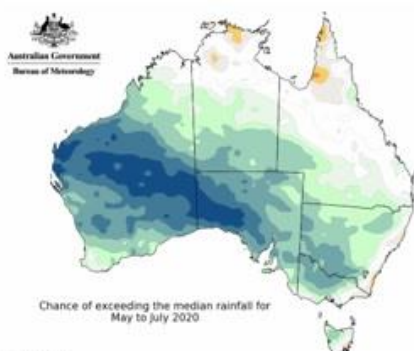 Australian Government
Bureau of Meteorology
Chance of exceeding the median rainfall for
May to July 2020